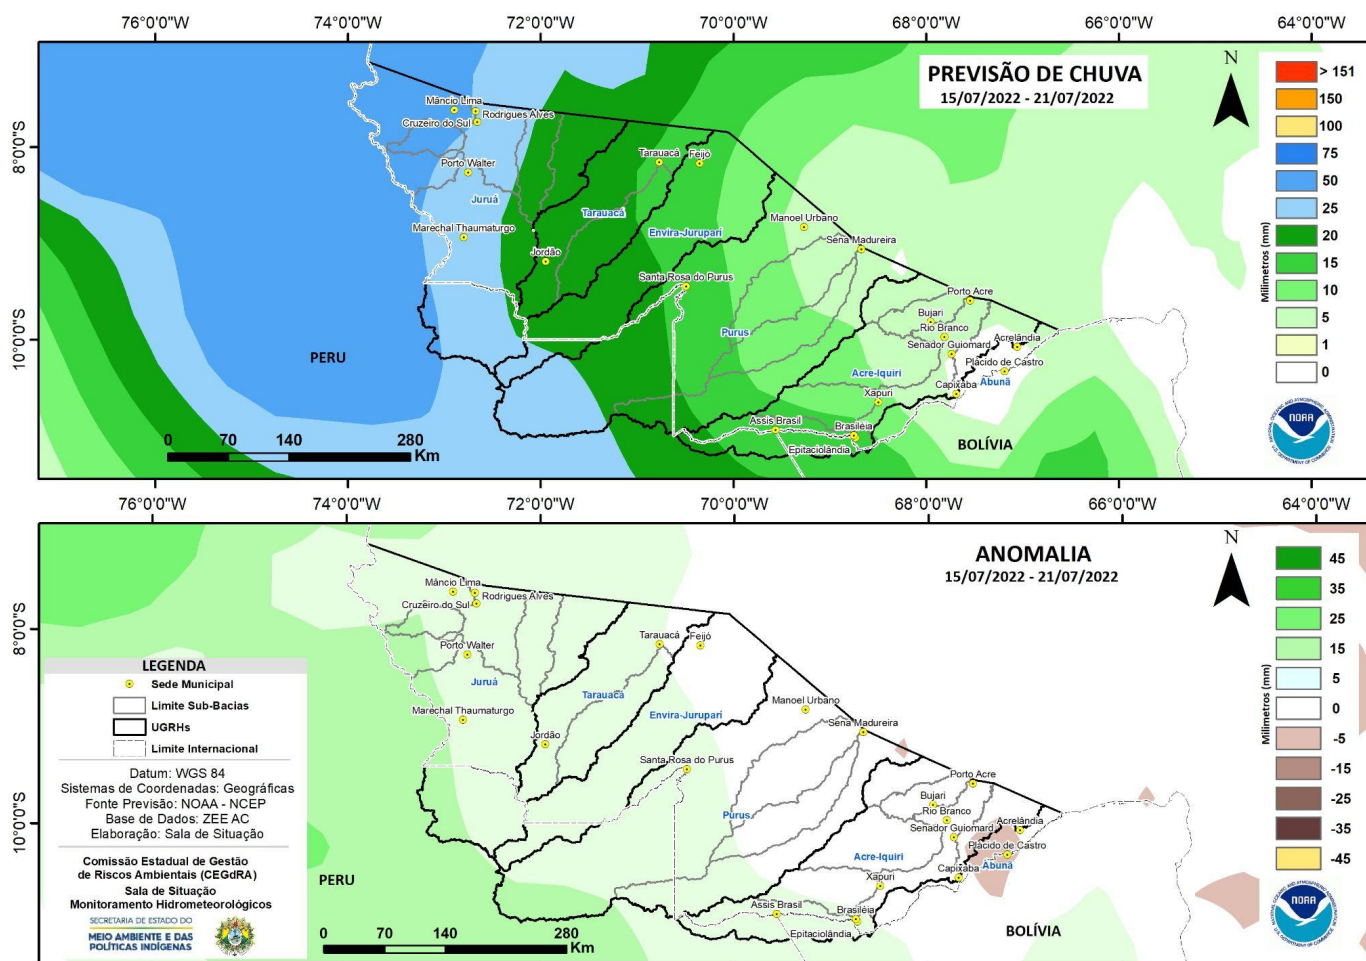 76°0'0"W 74°0'0"W 72°0'0"W 70°0'0"W 68°0'0"W 66°0'0"W 64°0'0"W
8°0'0"S
10°0'0"S
PREVISÃO DE CHUVA
15/07/2022 - 21/07/2022
N
Mâncio Lima
Rodrigues Alves
Cruzeiro do Sul
Porto Walter
Juruá
Marechal Thaumaturgo
Tarauacá
Feijó
Tarauacá
Envira-Jurupari
Jordão
Manoel Urbano
Sena Madureira
Santa Rosa do Purus
Purus
Porto Acre
Bujari
Rio Branco
Senador Guiomard
Acrelândia
Plácido de Castro
Abunã
Acre-Iquiri
Capixaba
Xapuri
Assis Brasil
Brasiléia
Epitaciolândia
PERU
BOLÍVIA
0 70 140 280
Km
Milimetros (mm)
> 151
150
100
75
50
25
20
15
10
5
1
0
NOAA
76°0'0"W 74°0'0"W 72°0'0"W 70°0'0"W 68°0'0"W 66°0'0"W 64°0'0"W
8°0'0"S
10°0'0"S
ANOMALIA
15/07/2022 - 21/07/2022
N
Mâncio Lima
Rodrigues Alves
Cruzeiro do Sul
Porto Walter
Juruá
Marechal Thaumaturgo
Tarauacá
Feijó
Tarauacá
Envira-Jurupari
Jordão
Manoel Urbano
Sena Madureira
Santa Rosa do Purus
Purus
Porto Acre
Bujari
Rio Branco
Senador Guiomard
Acrelândia
Plácido de Castro
Abunã
Acre-Iquiri
Capixaba
Xapuri
Assis Brasil
Brasiléia
Epitaciolândia
PERU
BOLÍVIA
0 70 140 280
Km
Milimetros (mm)
45
35
25
15
5
0
-5
-15
-25
-35
-45
NOAA
LEGENDA
Sede Municipal
Limite Sub-Bacias
UGRHs
Limite Internacional
Datum: WGS 84
Sistemas de Coordenadas: Geográficas
Fonte Previsão: NOAA - NCEP
Base de Dados: ZEE AC
Elaboração: Sala de Situação
Comissão Estadual de Gestão
de Riscos Ambientais (CEGdRA)
Sala de Situação
Monitoramento Hidrometeorológicos
SECRETARIA DE ESTADO DO
MEIO AMBIENTE E DAS
POLÍTICAS INDÍGENAS